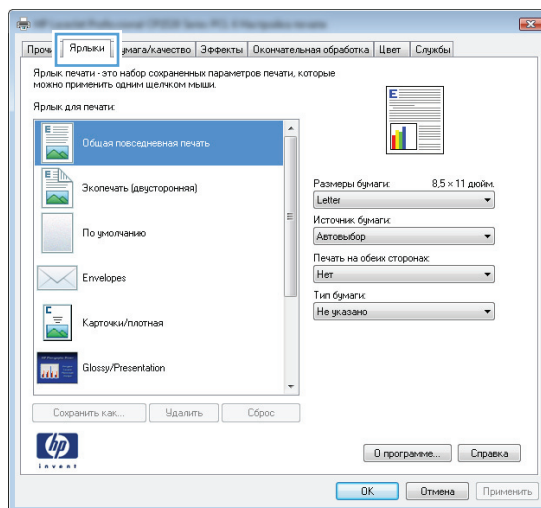 Ярлыки
Эффекты
Окончательная обработка
Цвет
Службы
Ярлык печати - это набор сохраненных параметров печати, которые
можно применить одним щелчком мыши.
Ярлык для печати:
Общая повседневная печать
Экопечать (двусторонняя)
По умолчанию
Envelopes
Карточки/плотная
Glossy/Presentation
Размеры бумаги: 8,5 × 11 дюйм.
Letter
Источник бумаги:
Автовыбор
Печать на обеих сторонах:
Нет
Тип бумаги:
Не указано
Сохранить как...
Удалить
Сброс
hp
invent
О программе...
Справка
OK
Отмена
Применить